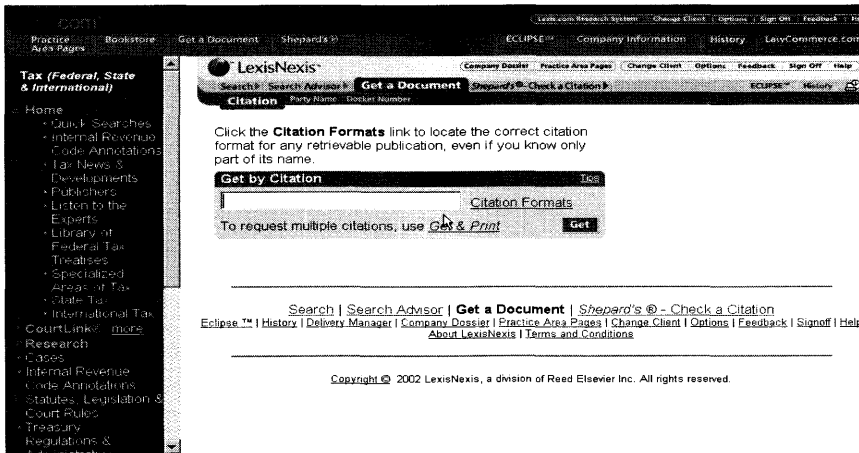 .com
Lexis.com Research System | Change Client | Options | Sign Off | Feedback |
Practice Area Pages Bookstore Get a Document Shepard's ® ECLIPSE™ Company Information History LawCommerce.com
Tax (Federal, State
& International)
Home
Quick Searches
Internal Revenue
Code Annotations
Tax News &
Developments
Publishers
Listen to the
Experts
Library of
Federal Tax
Treatises
Specialized
Areas of Tax
State Tax
International Tax
CourtLink® more
Research
Cases
Internal Revenue
Code Annotations
Statutes, Legislation &
Court Rules
Treasury
Regulations &
LexisNexis™
Company Dossier Practice Area Pages Change Client Options Feedback Sign Off Help
Search Search Advisor Get a Document Shepard's® - Check a Citation ECLIPSE™ History
Citation Party Name Docket Number
Click the Citation Formats link to locate the correct citation
format for any retrievable publication, even if you know only
part of its name.
Get by Citation Tips
Citation Formats
To request multiple citations, use Get & Print Get
Search | Search Advisor | Get a Document | Shepard's ® - Check a Citation
Eclipse ™ | History | Delivery Manager | Company Dossier | Practice Area Pages | Change Client | Options | Feedback | Signoff | Help
About LexisNexis | Terms and Conditions
Copyright © 2002 LexisNexis, a division of Reed Elsevier Inc. All rights reserved.